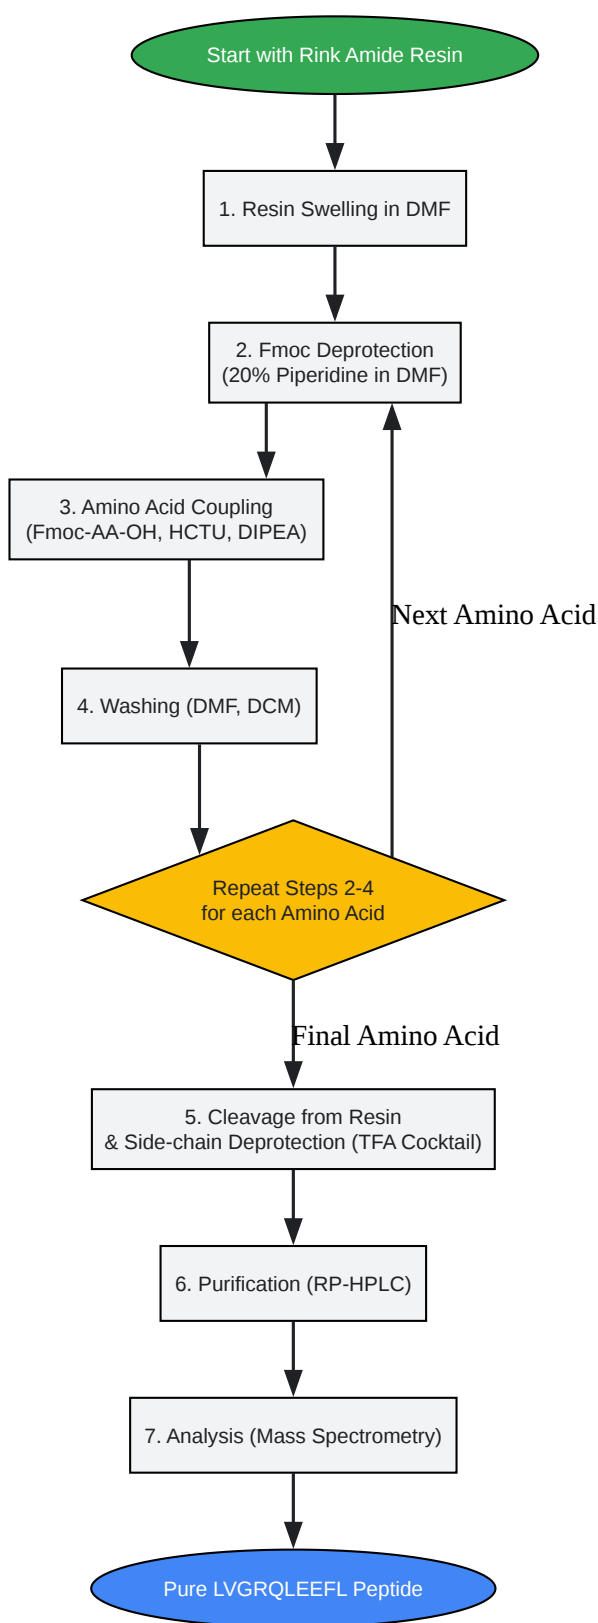 Start with Rink Amide Resin
1. Resin Swelling in DMF
2. Fmoc Deprotection
(20% Piperidine in DMF)
3. Amino Acid Coupling
(Fmoc-AA-OH, HCTU, DIPEA)
Next Amino Acid
4. Washing (DMF, DCM)
Repeat Steps 2-4
for each Amino Acid
Final Amino Acid
5. Cleavage from Resin
& Side-chain Deprotection (TFA Cocktail)
6. Purification (RP-HPLC)
7. Analysis (Mass Spectrometry)
Pure LVGRQLEEFL Peptide